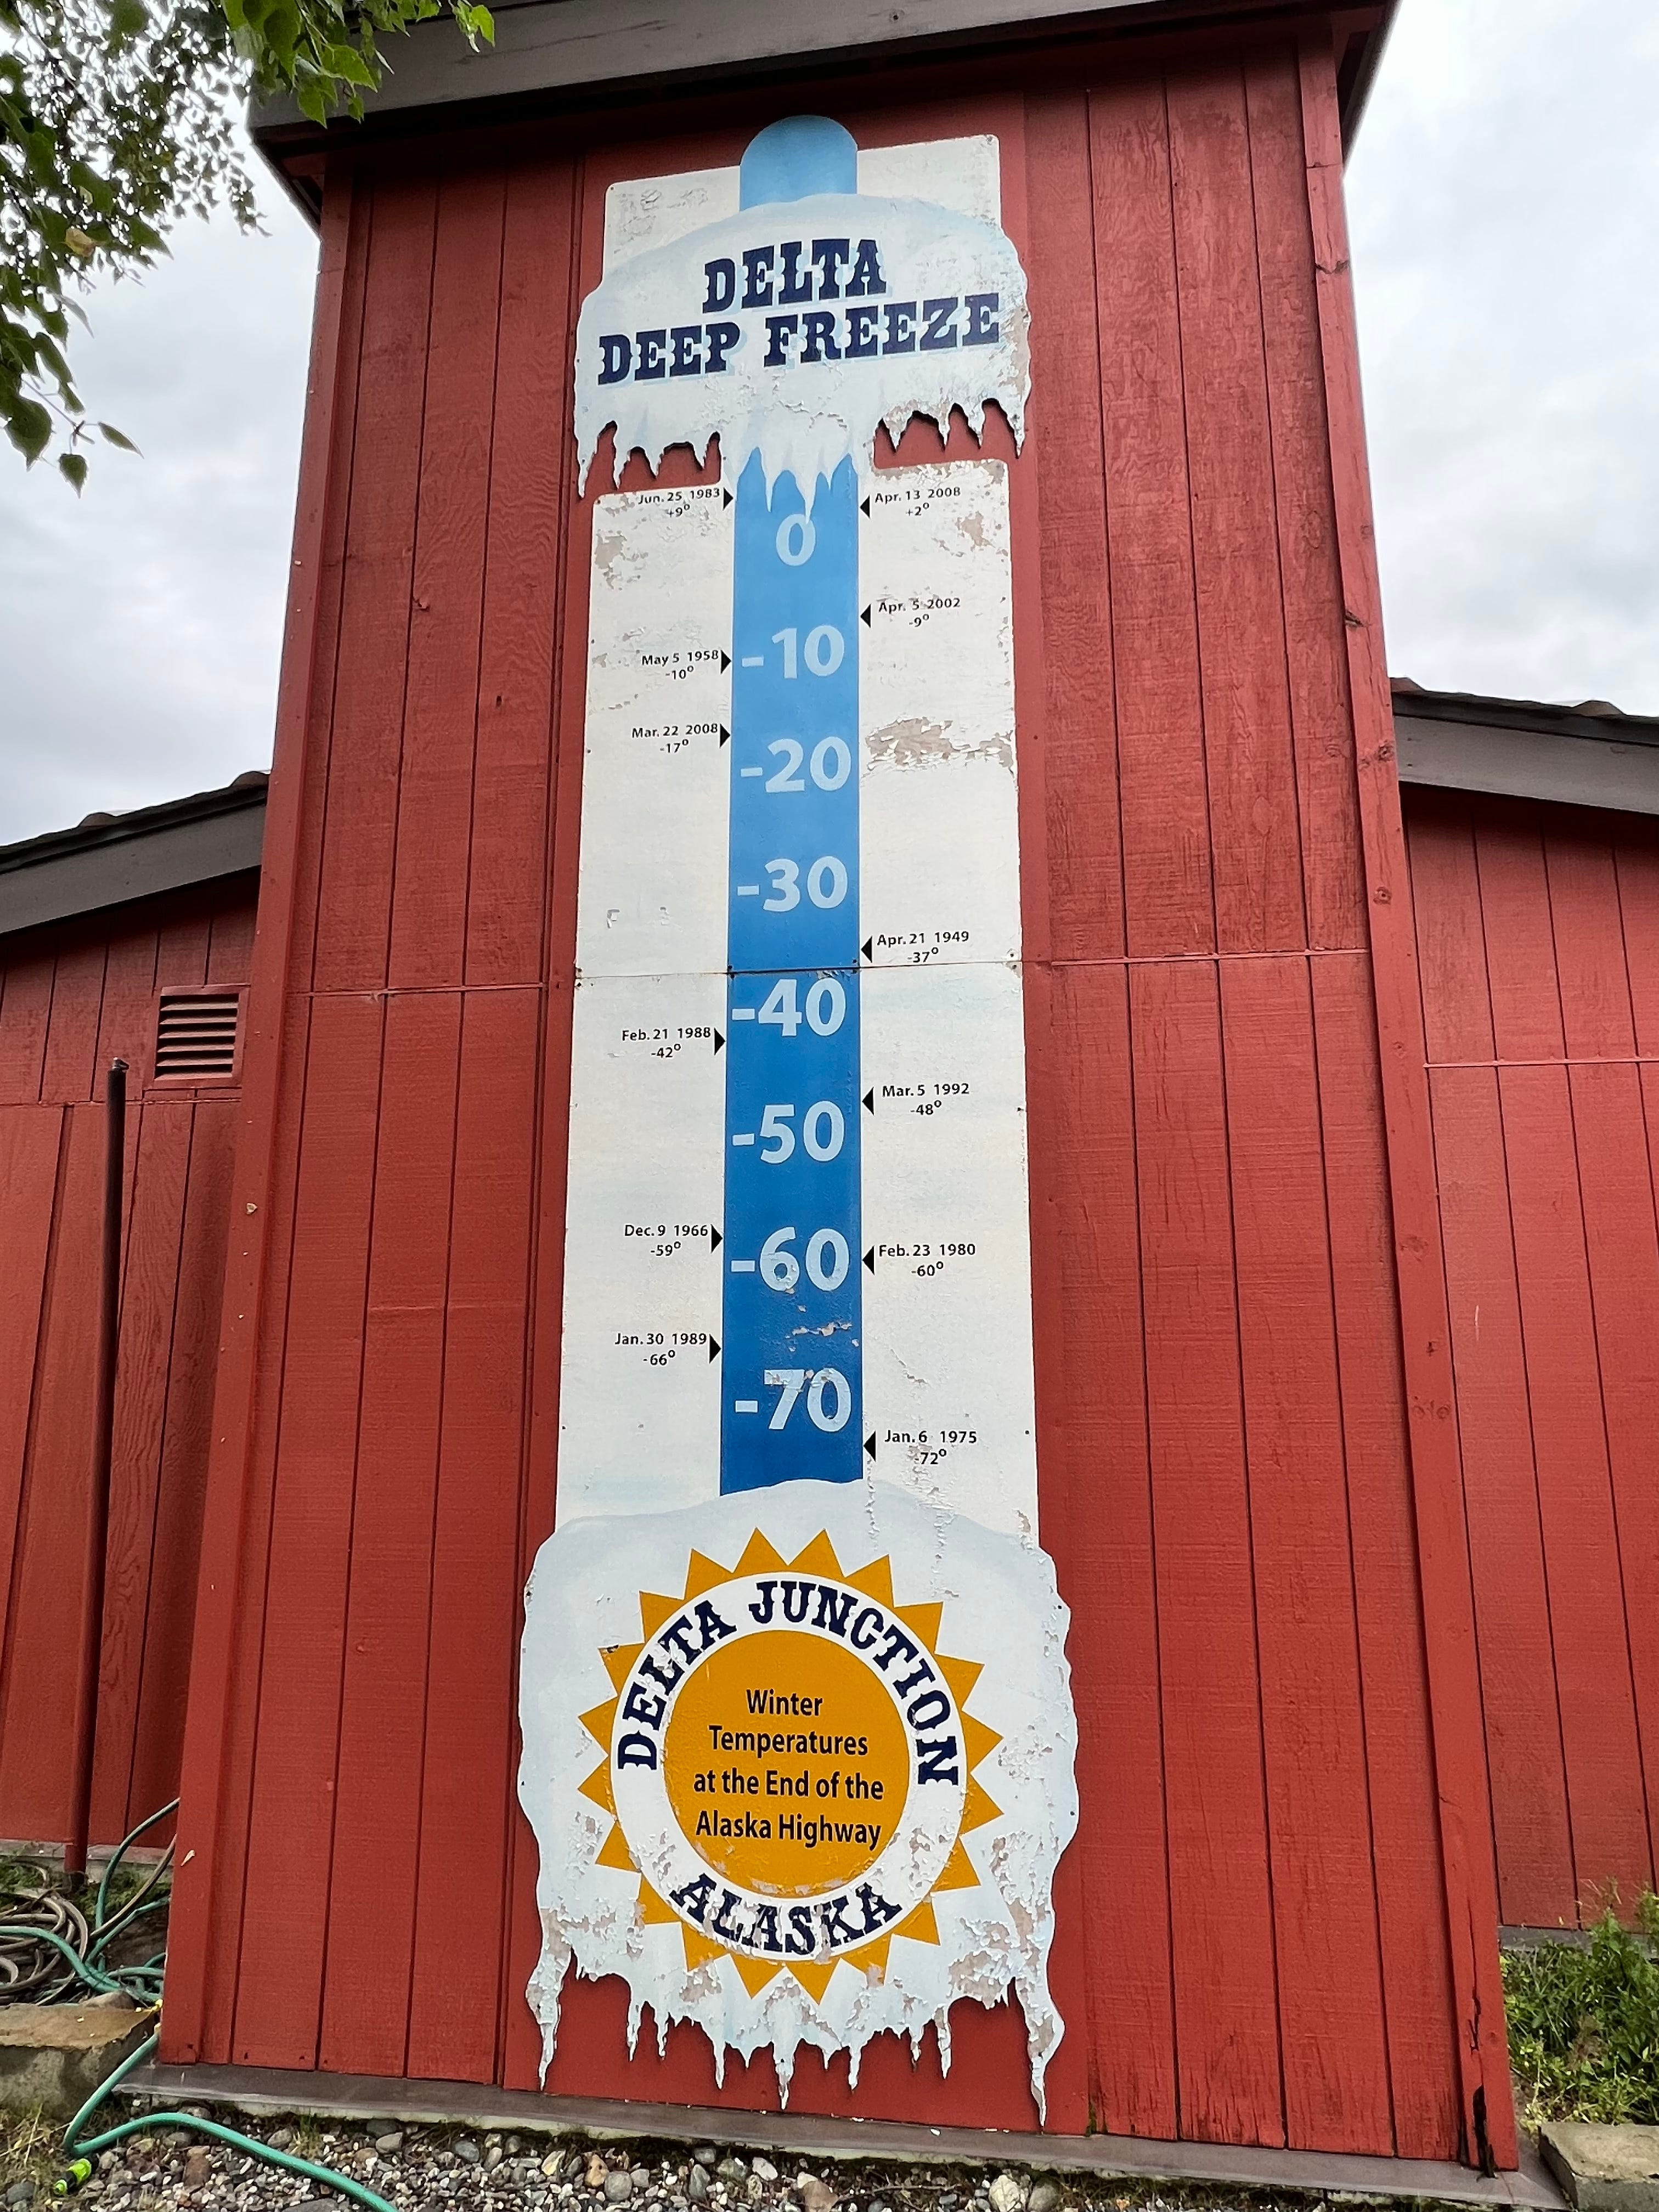 DELTA
DEEP FREEZE
Jun. 25 1983
+9°
Apr. 13 2008
+2°
0
Apr. 5 2002
-9°
May 5 1958
-10°
-10
Mar. 22 2008
-17°
-20
-30
Apr. 21 1949
-37°
-40
Feb. 21 1988
-42°
Mar. 5 1992
-48°
-50
Dec. 9 1966
-59°
-60
Feb. 23 1980
-60°
Jan. 30 1989
-66°
-70
Jan. 6 1975
-72°
DELTA JUNCTION
Winter
Temperatures
at the End of the
Alaska Highway
ALASKA